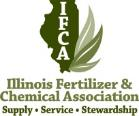 IFCA
Illinois Fertilizer &
Chemical Association
Supply • Service • Stewardship